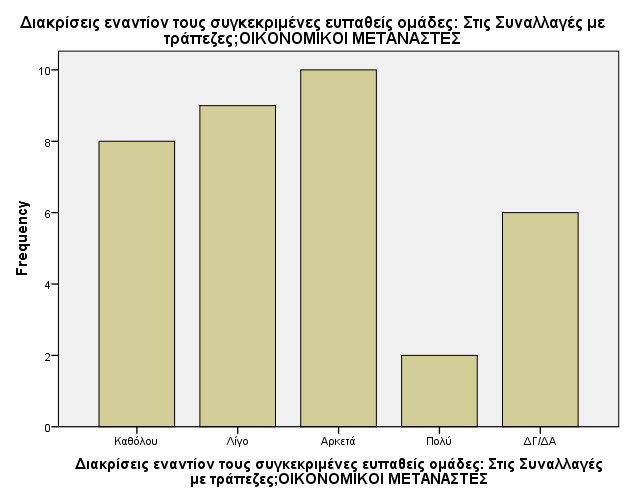 Διακρίσεις εναντίον τους συγκεκριμένες ευπαθείς ομάδες: Στις Συναλλαγές με
τράπεζες;ΟΙΚΟΝΟΜΙΚΟΙ ΜΕΤΑΝΑΣΤΕΣ
Frequency
10
8
6
4
2
0
Καθόλου
Λίγο
Αρκετά
Πολύ
ΔΓ/ΔΑ
Διακρίσεις εναντίον τους συγκεκριμένες ευπαθείς ομάδες: Στις Συναλλαγές
με τράπεζες;ΟΙΚΟΝΟΜΙΚΟΙ ΜΕΤΑΝΑΣΤΕΣ